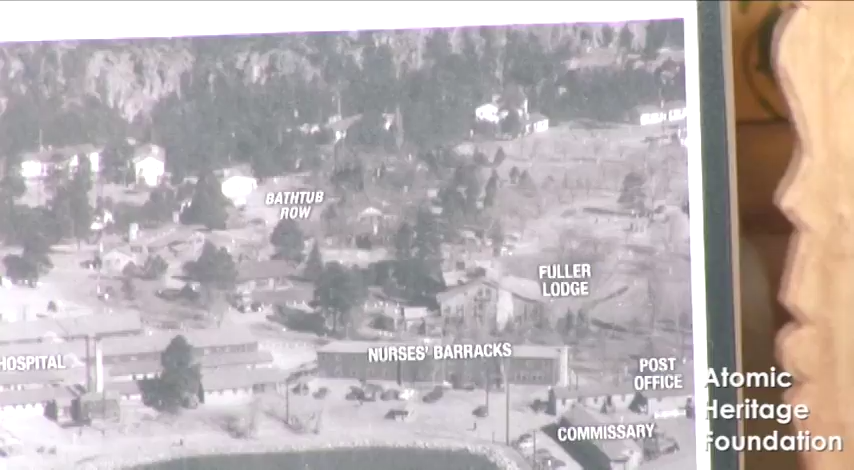 BATHTUB
ROW
FULLER
LODGE
HOSPITAL
NURSES' BARRACKS
POST
OFFICE
COMMISSARY
Atomic
Heritage
Foundation